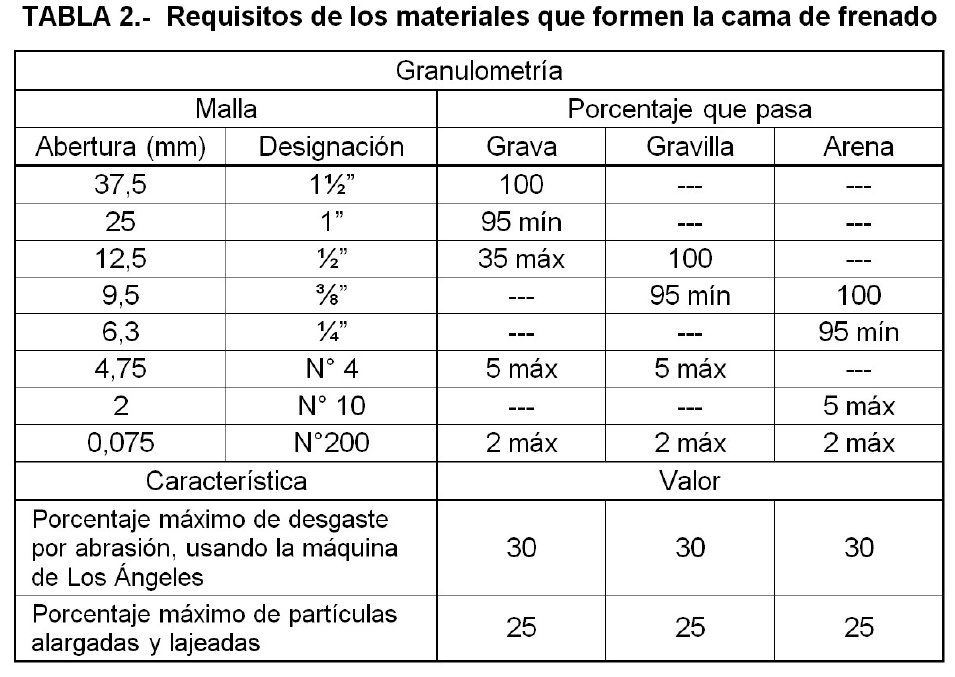 TABLA 2.- Requisitos de los materiales que formen la cama de frenado
Granulometría
Malla Porcentaje que pasa
Abertura (mm) Designación Grava Gravilla Arena
37,5 1½” 100 --- ---
25 1” 95 mín --- ---
12,5 ½” 35 máx 100 ---
9,5 ⅜” --- 95 mín 100
6,3 ¼” --- --- 95 mín
4,75 N° 4 5 máx 5 máx ---
2 N° 10 --- --- 5 máx
0,075 N°200 2 máx 2 máx 2 máx
Característica Valor
Porcentaje máximo de desgaste
por abrasión, usando la máquina
de Los Ángeles
30 30 30
Porcentaje máximo de partículas
alargadas y lajeadas
25 25 25